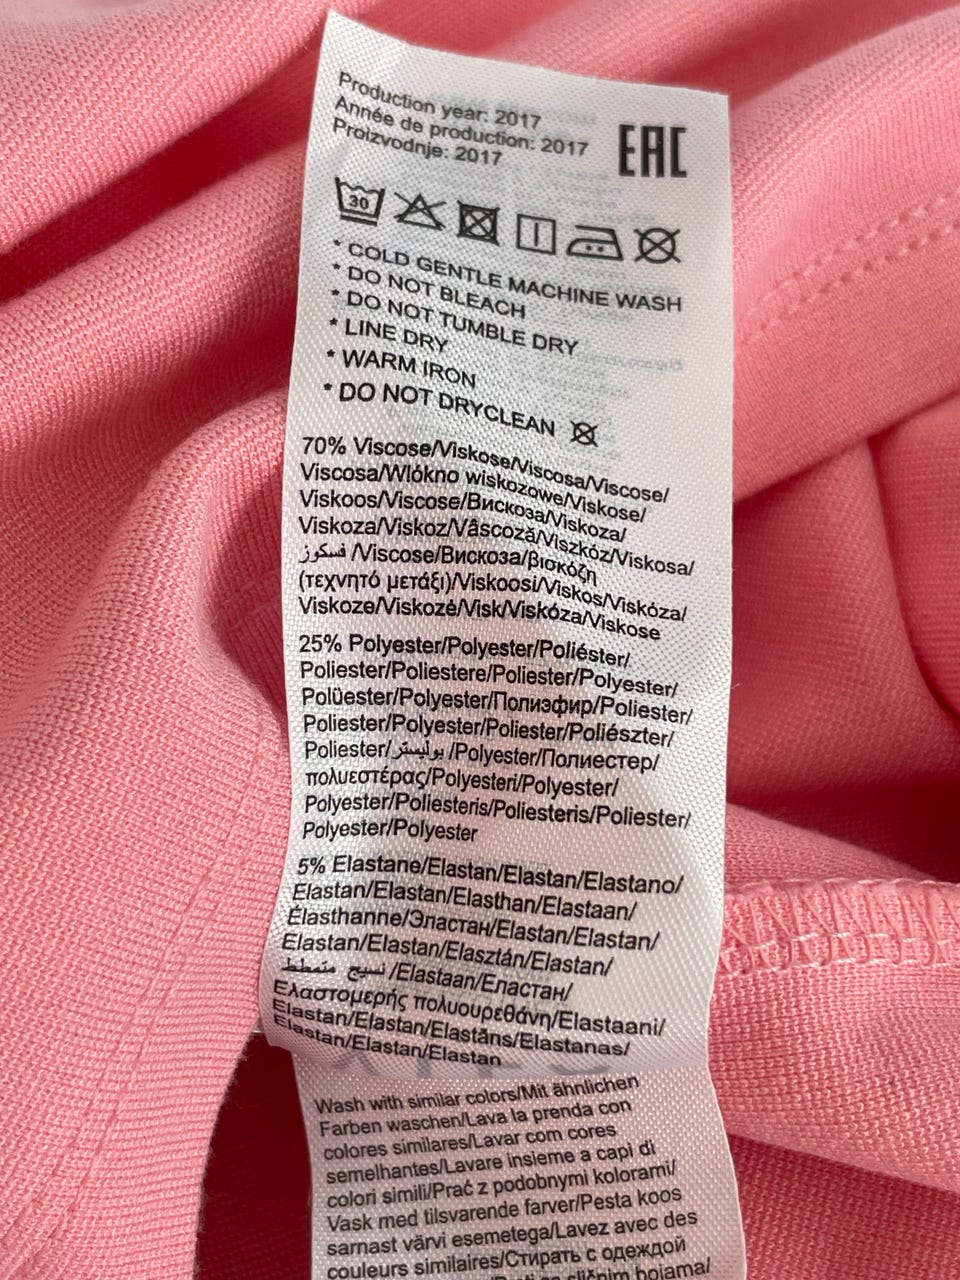 Production year: 2017
Année de production: 2017
Proizvodnje: 2017
EAC
30
* COLD GENTLE MACHINE WASH
* DO NOT BLEACH
* DO NOT TUMBLE DRY
* LINE DRY
* WARM IRON
* DO NOT DRYCLEAN
70% Viscose/Viskose/Viscosa/Viscose/
Viscosa/Wlókno wiskozowe/Viskose/
Viskoos/Viscose/Вискоза/Viskoza/
Viskoza/Viskoz/Vâscoză/Viszkóz/Viskosa/
فسكوز /Viscose/Вискоза/βισκόζη
(τεχνητό μετάξι)/Viskoosi/Viskos/Viskóza/
Viskoze/Viskozė/Visk/Viskóza/Viskose
25% Polyester/Polyester/Poliéster/
Poliester/Poliestere/Poliester/Polyester/
Polüester/Polyester/Полиэфир/Poliester/
Poliester/Polyester/Poliester/Poliészter/
Poliester/بوليستر /Polyester/Полиестер/
πολυεστέρας/Polyesteri/Polyester/
Polyester/Poliesteris/Poliesteris/Poliester/
Polyester/Polyester
5% Elastane/Elastan/Elastan/Elastano/
Elastan/Elastan/Elasthan/Elastaan/
Élasthanne/Эластан/Elastan/Elastan/
Elastan/Elastan/Elasztán/Elastan/
نسيج متمطط /Elastaan/Еластан/
Ελαστομερής πολυουρεθάνη/Elastaani/
Elastan/Elastan/Elastāns/Elastanas/
Elastan/Elastan/Elastan
Wash with similar colors/Mit ähnlichen
Farben waschen/Lava la prenda con
colores similares/Lavar com cores
semelhantes/Lavare insieme a capi di
colori simili/Prać z podobnymi kolorami/
Vask med tilsvarende farver/Pesta koos
sarnast värvi esemetega/Lavez avec des
couleurs similaires/Стирать с одеждой
sličnim bojama/